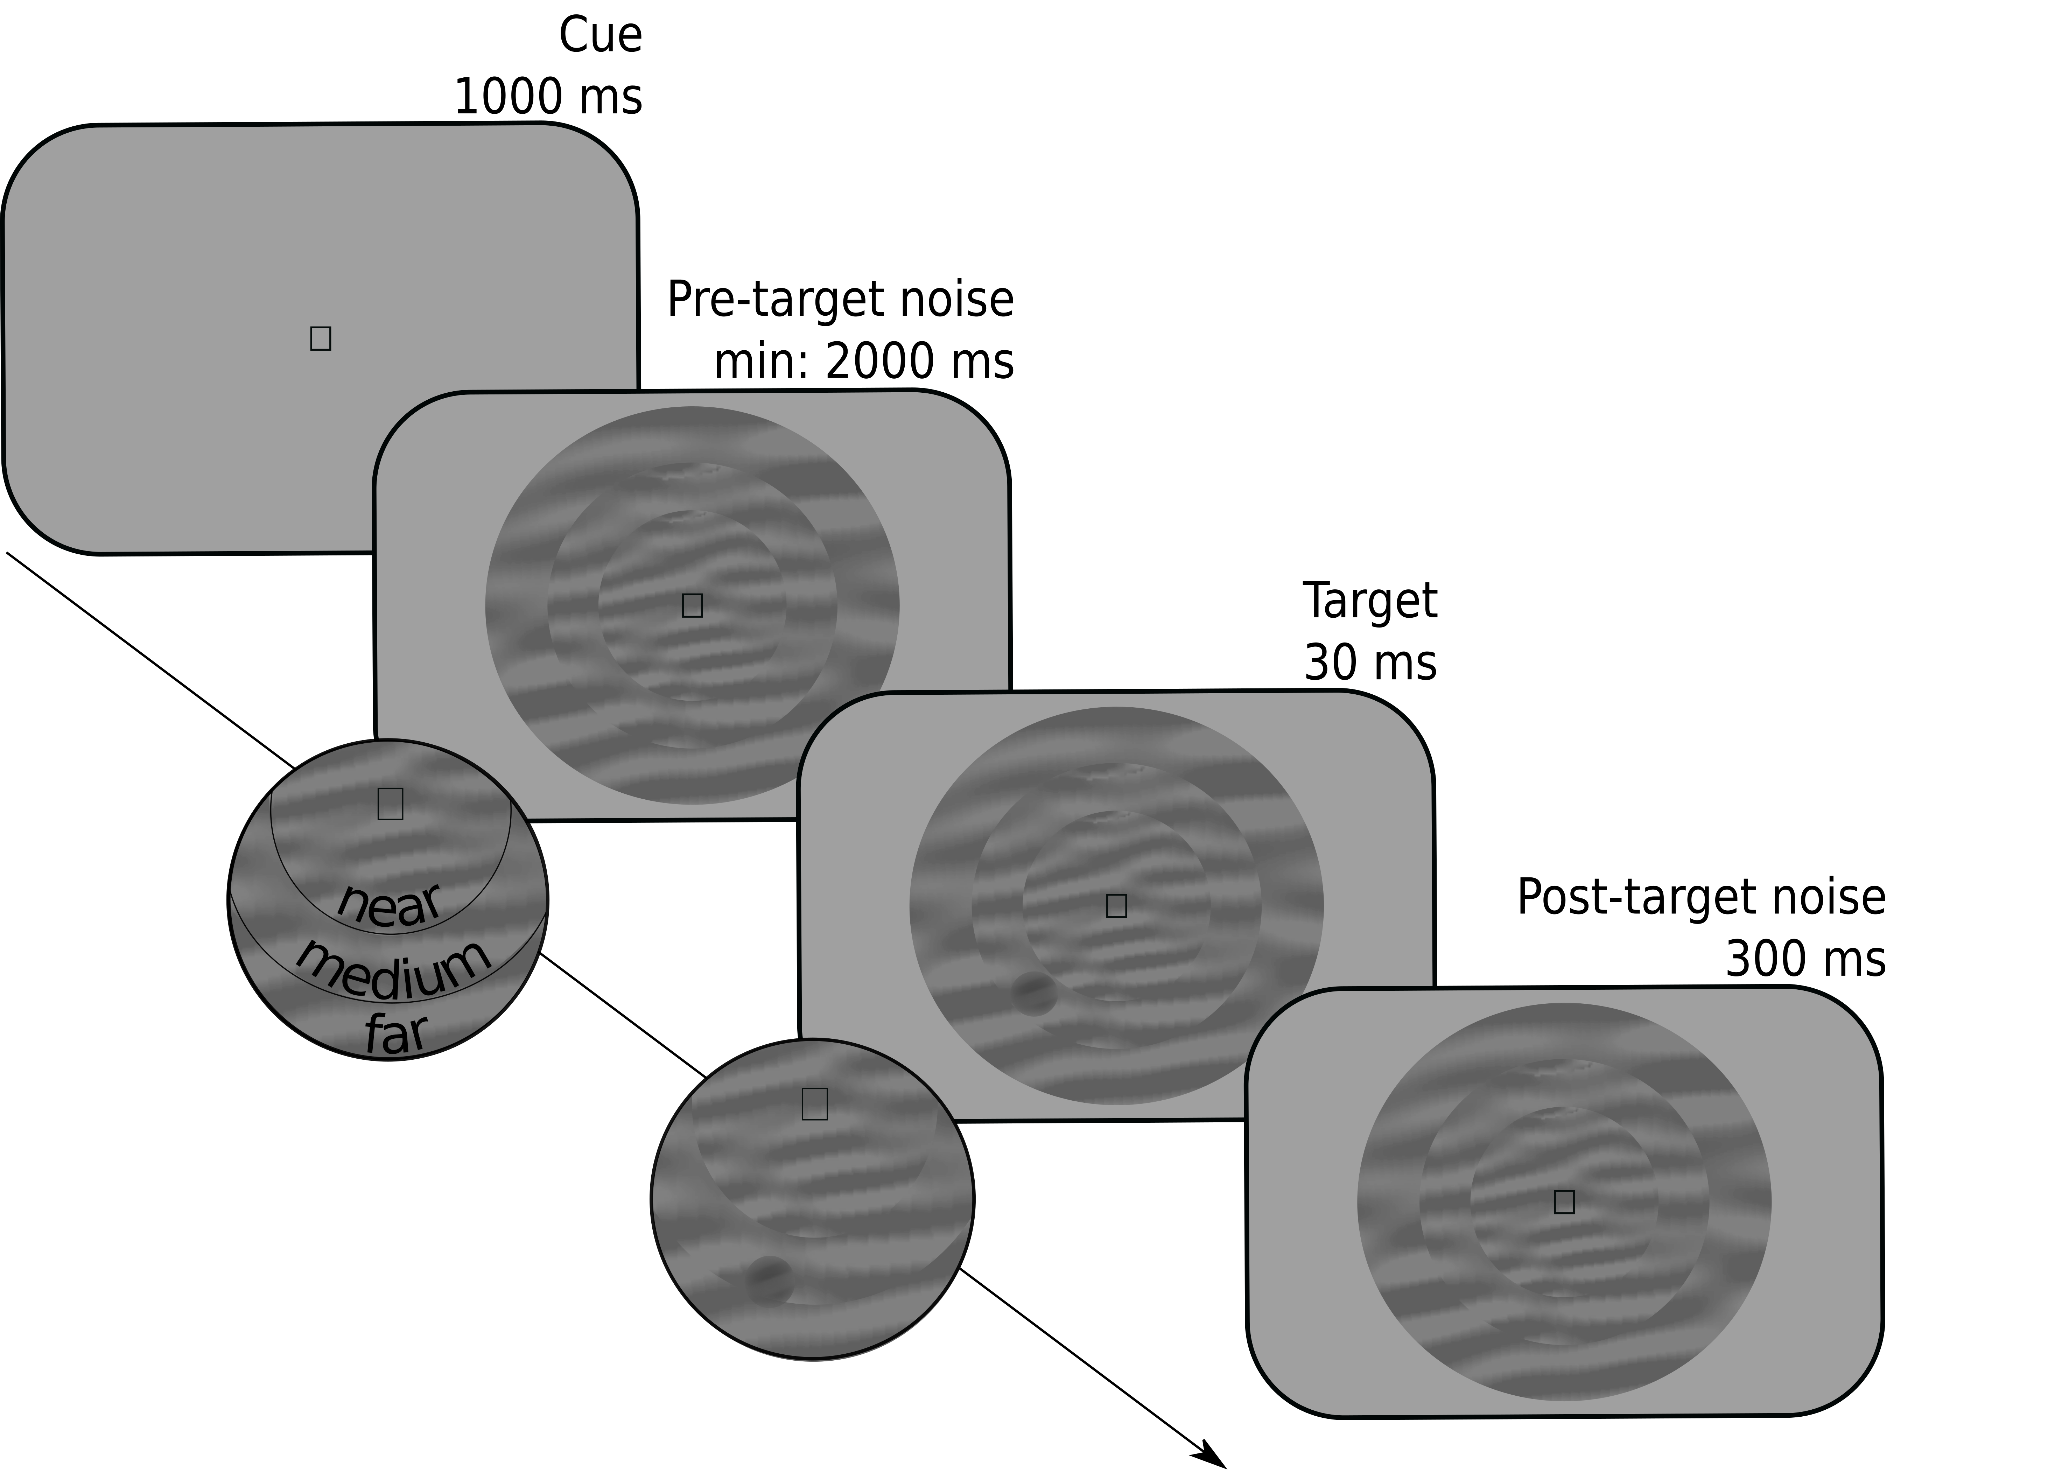 Cue
1000 ms
Pre-target noise
min: 2000 ms
Target
30 ms
near
medium
far
Post-target noise
300 ms